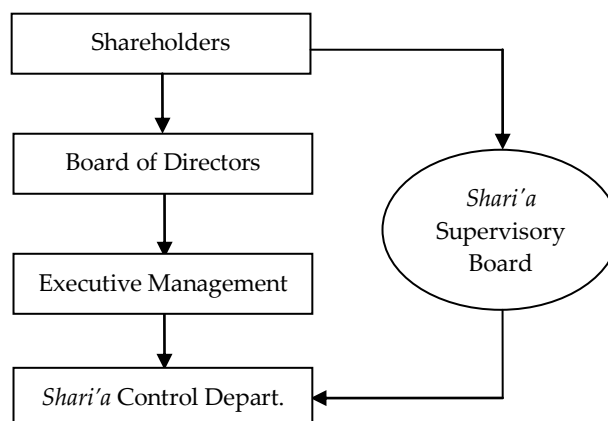 Shareholders
Board of Directors
Shari'a
Supervisory
Board
Executive Management
Shari'a Control Depart.